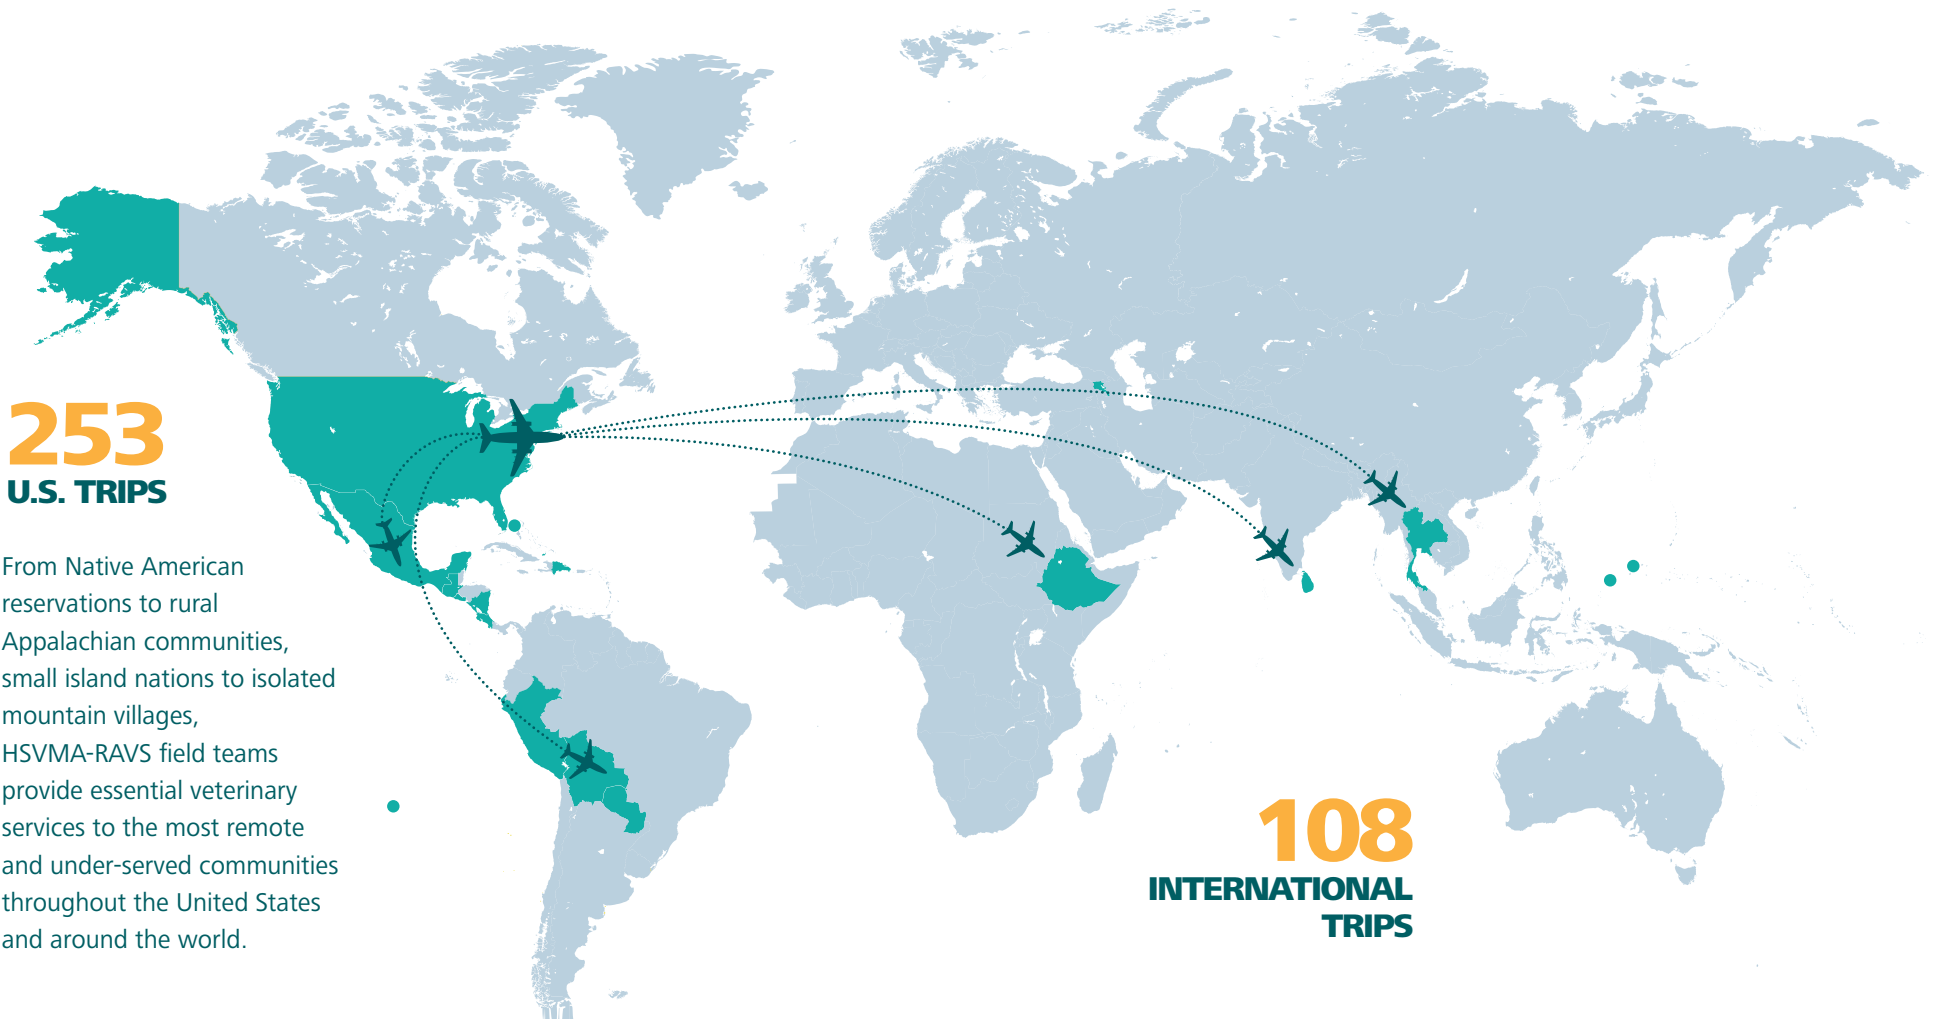 253
U.S. TRIPS
From Native American
reservations to rural
Appalachian communities,
small island nations to isolated
mountain villages,
HSVMA-RAVS field teams
provide essential veterinary
services to the most remote
and under-served communities
throughout the United States
and around the world.
108
INTERNATIONAL
TRIPS